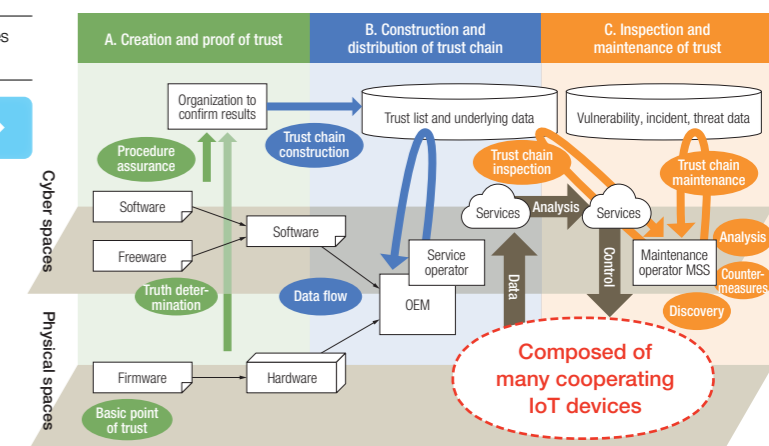 es
A. Creation and proof of trust
B. Construction and
distribution of trust chain
C. Inspection and
maintenance of trust
Organization to
confirm results
Trust list and underlying data
Vulnerability, incident, threat data
Trust chain
construction
Procedure
assurance
Trust chain
inspection
Trust chain
maintenance
Cyber spaces
Software
Freeware
Software
Services
Analysis
Services
Service
operator
Maintenance
operator MSS
Analysis
Counter-
measures
Discovery
Truth deter-
mination
Data flow
OEM
Data
Control
Physical spaces
Firmware
Hardware
Basic point
of trust
Composed of
many cooperating
IoT devices